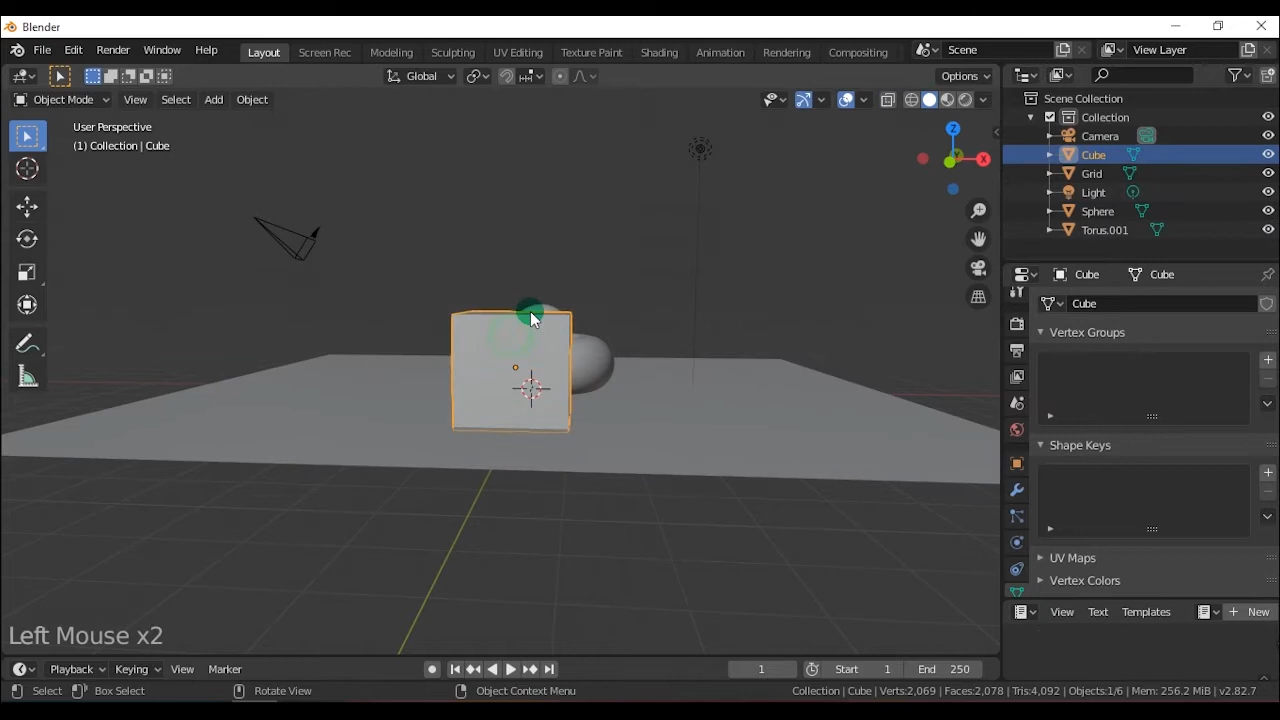 Blender
File Edit Render Window Help Layout Screen Rec Modeling Sculpting UV Editing Texture Paint Shading Animation Rendering Compositing Scene View Layer
Global Options
Object Mode View Select Add Object
User Perspective
(1) Collection | Cube
Z
X
Y
Scene Collection
Collection
Camera
Cube
Grid
Light
Sphere
Torus.001
Cube Cube
Cube
Vertex Groups
Shape Keys
UV Maps
Vertex Colors
View Text Templates New
Left Mouse x2
Playback Keying View Marker 1 Start 1 End 250
Select Box Select Rotate View Object Context Menu Collection | Cube | Verts:2,069 | Faces:2,078 | Tris:4,092 | Objects:1/6 | Mem: 256.2 MiB | v2.82.7